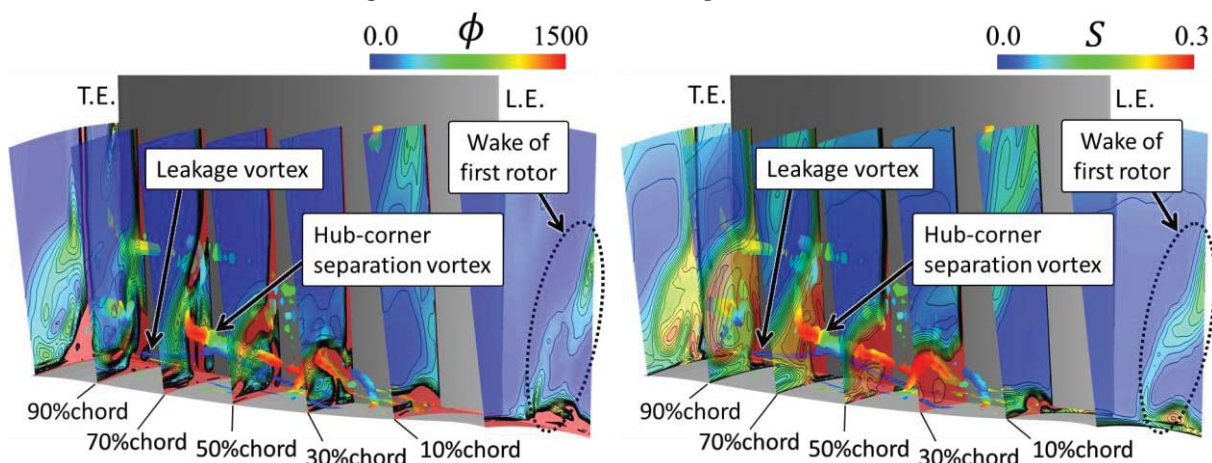 0.0 ϕ 1500
T.E.
L.E.
Wake of
first rotor
Leakage vortex
Hub-corner
separation vortex
90%chord
70%chord
50%chord
30%chord
10%chord
0.0 S 0.3
T.E.
L.E.
Wake of
first rotor
Leakage vortex
Hub-corner
separation vortex
90%chord
70%chord
50%chord
30%chord
10%chord